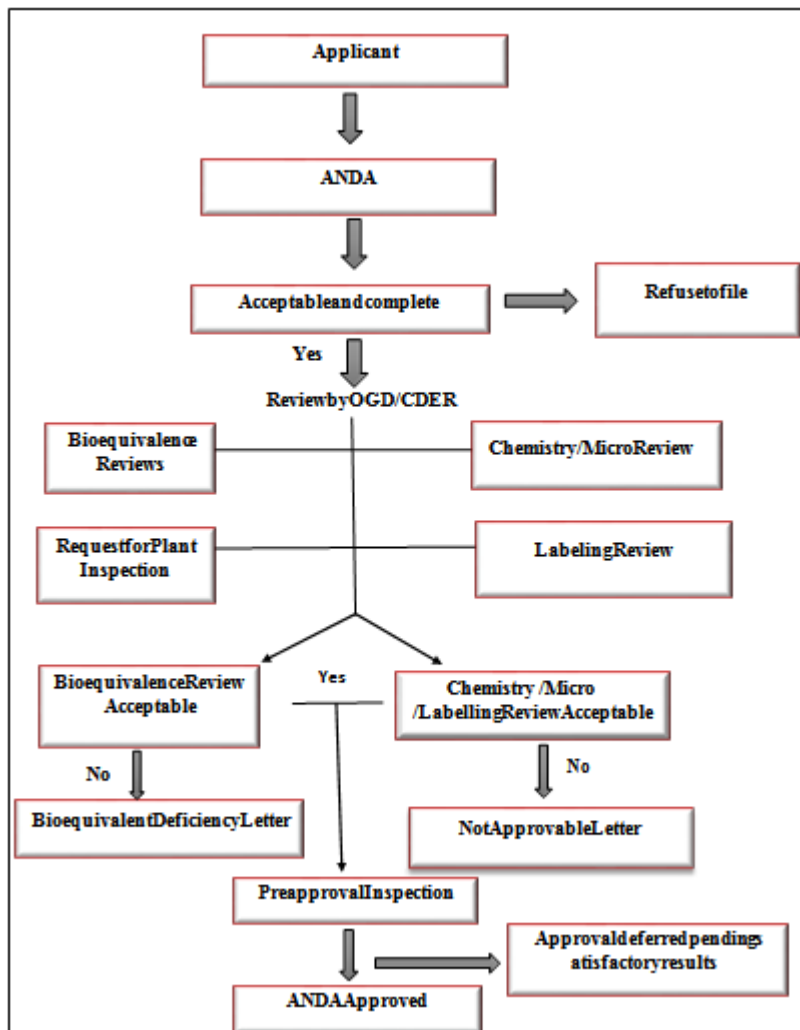 Applicant
ANDA
Acceptableandcomplete
Refusetofile
Yes
ReviewbyOGD/CDER
Bioequivalence
Reviews
Chemistry/MicroReview
RequestforPlant
Inspection
LabelingReview
BioequivalenceReview
Acceptable
Yes
Chemistry /Micro
/LabellingReviewAcceptable
No
No
BioequivalentDeficiencyLetter
NotApprovableLetter
PreapprovalInspection
Approvaldeferredpendings
atisfactoryresults
ANDAApproved